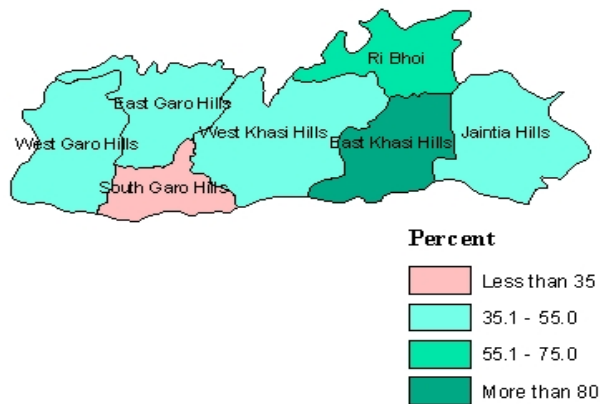 Ri Bhoi
East Garo Hills
West Garo Hills
West Khasi Hills
East Khasi Hills
Jaintia Hills
South Garo Hills
Percent
Less than 35
35.1 - 55.0
55.1 - 75.0
More than 80